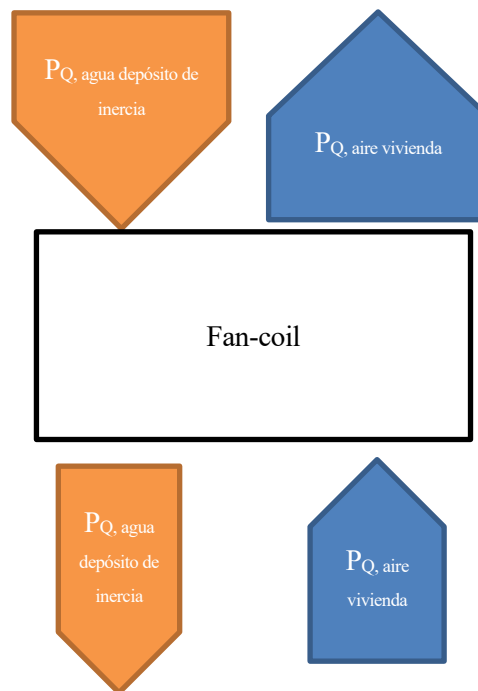 PQ, agua depósito de
inercia
PQ, aire vivienda
Fan-coil
PQ, agua
depósito de
inercia
PQ, aire
vivienda